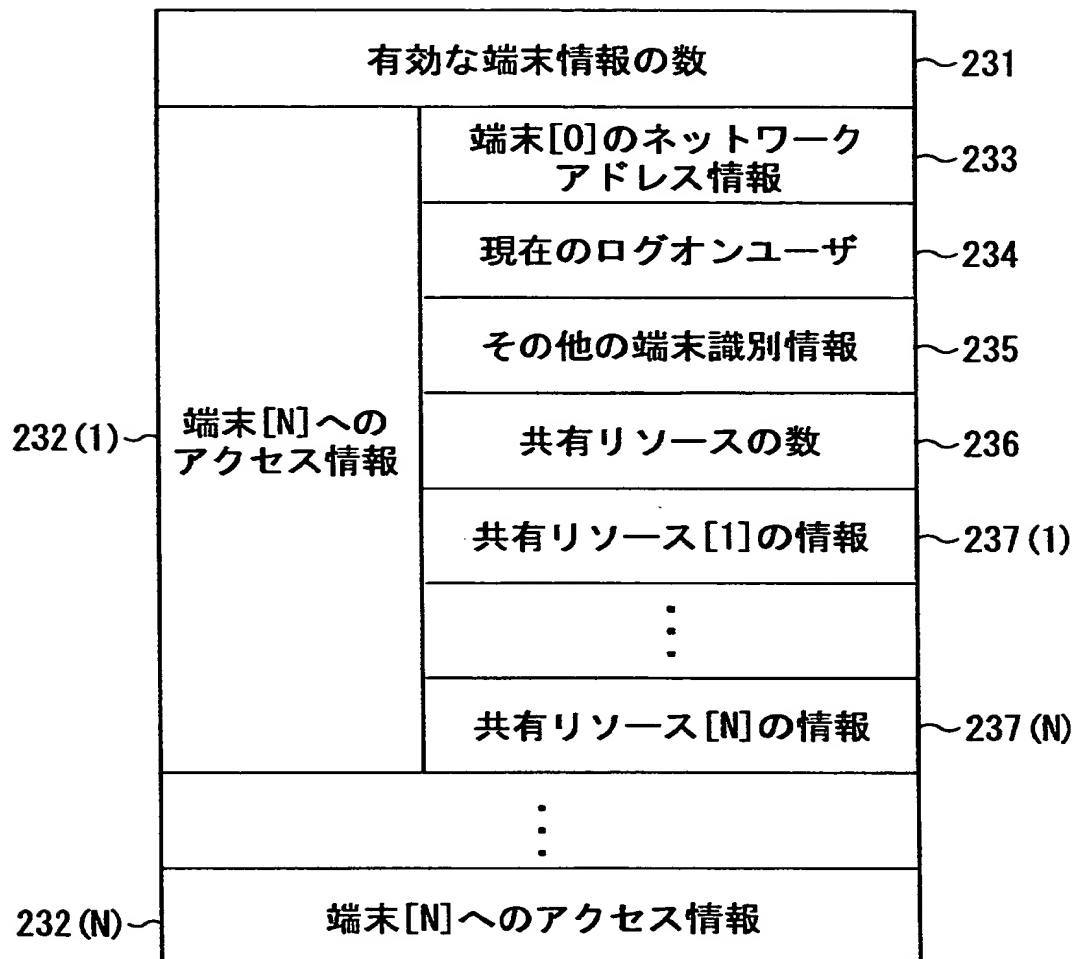 有効な端末情報の数
231
端末[0]のネットワーク
アドレス情報
233
現在のログオンユーザ
234
その他の端末識別情報
235
232(1)
端末[N]への
アクセス情報
共有リソースの数
236
共有リソース[1]の情報
237(1)
共有リソース[N]の情報
237(N)
232(N)
端末[N]へのアクセス情報